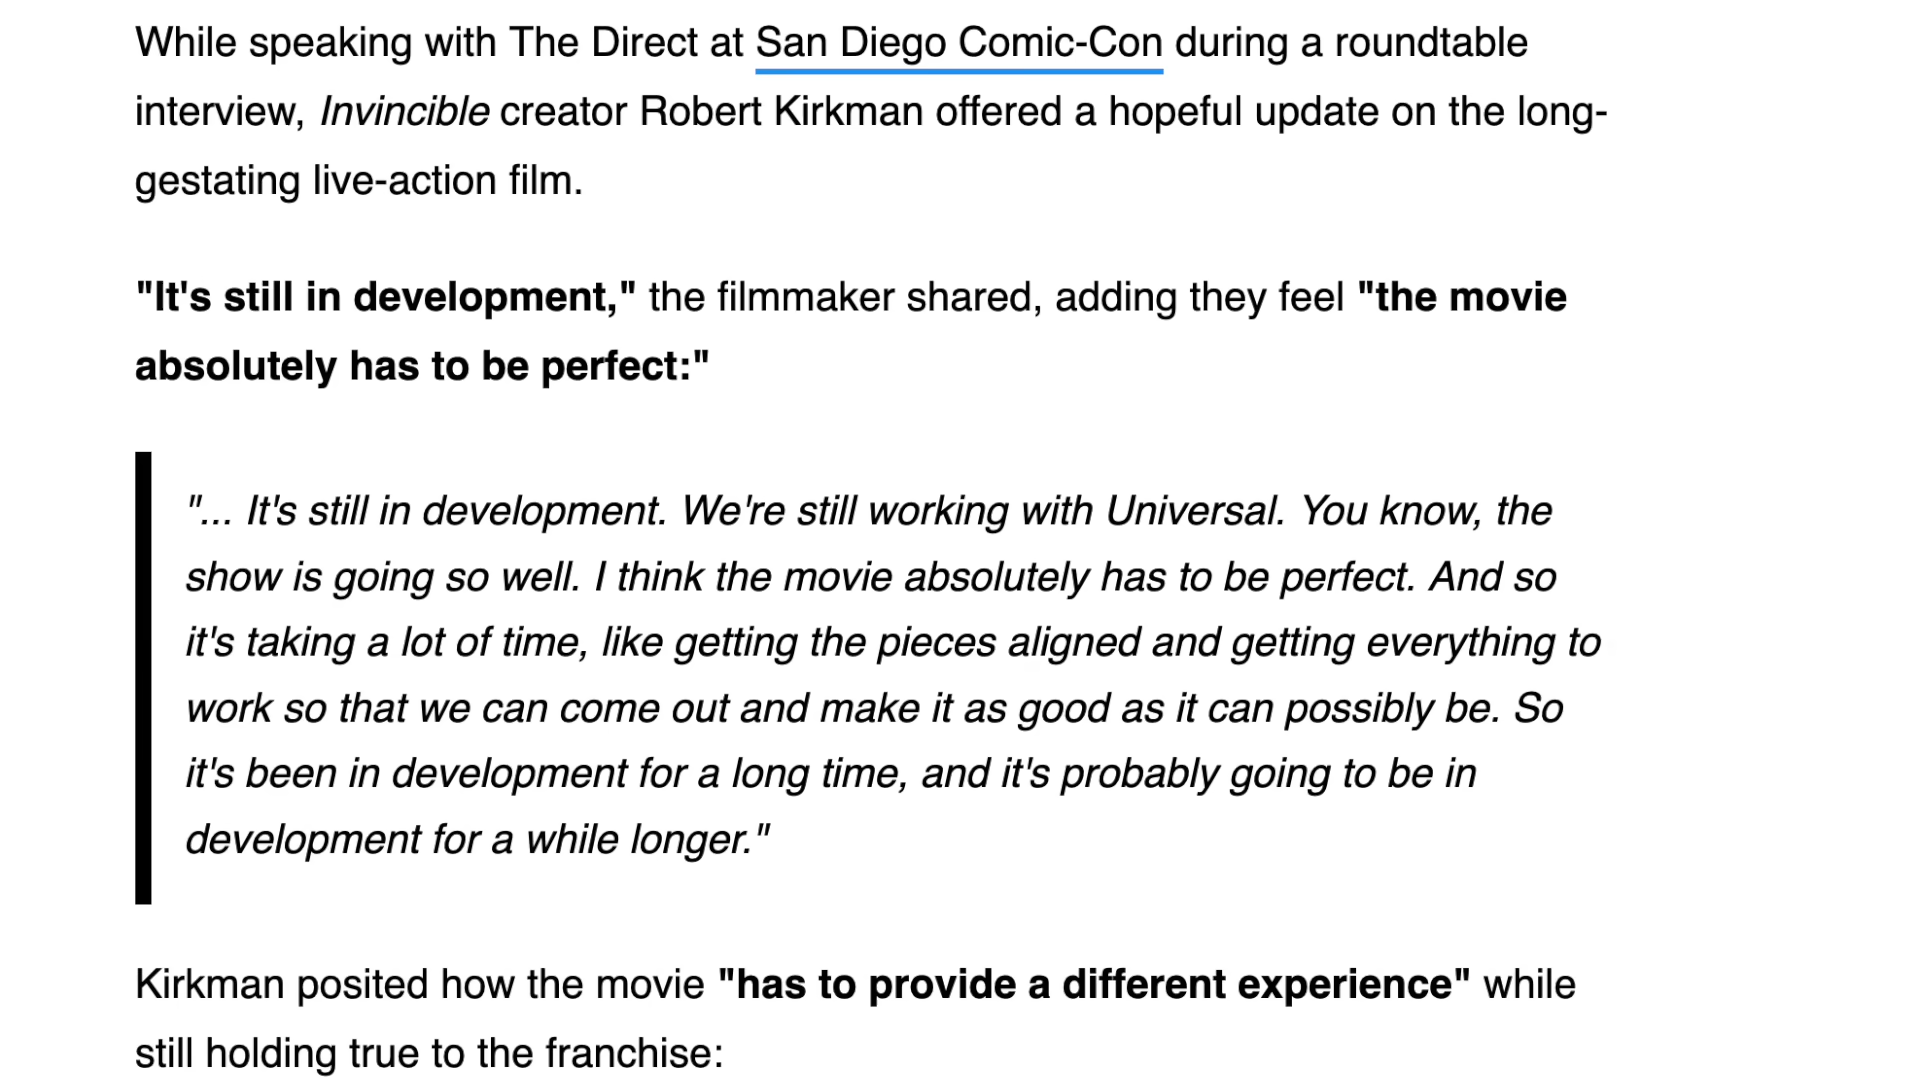 While speaking with The Direct at San Diego Comic-Con during a roundtable
interview, Invincible creator Robert Kirkman offered a hopeful update on the long-
gestating live-action film.
"It's still in development," the filmmaker shared, adding they feel "the movie
absolutely has to be perfect:"
"... It's still in development. We're still working with Universal. You know, the
show is going so well. I think the movie absolutely has to be perfect. And so
it's taking a lot of time, like getting the pieces aligned and getting everything to
work so that we can come out and make it as good as it can possibly be. So
it's been in development for a long time, and it's probably going to be in
development for a while longer."
Kirkman posited how the movie "has to provide a different experience" while
still holding true to the franchise: